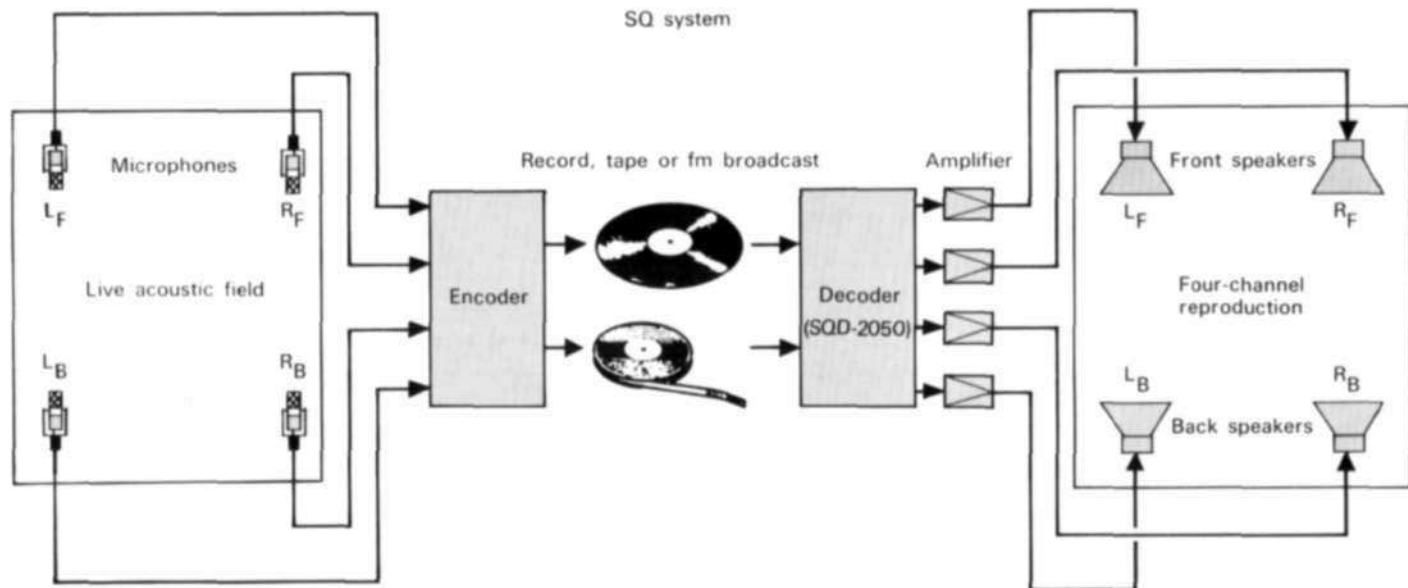 SQ system
Microphones
L_F
R_F
Live acoustic field
L_B
R_B
Encoder
Record, tape or fm broadcast
Decoder
(SQD-2050)
Amplifier
Front speakers
L_F
R_F
Four-channel
reproduction
L_B
R_B
Back speakers